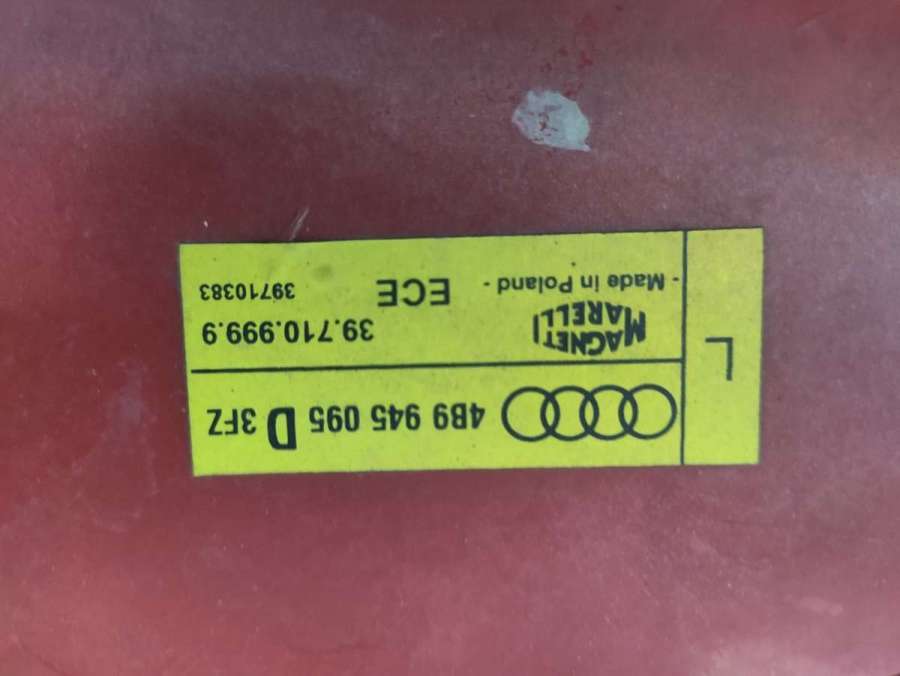 L
4B9 945 095 D 3FZ
MAGNETI
MARELLI
39.710.999.9
- Made in Poland -
ECE
39710383